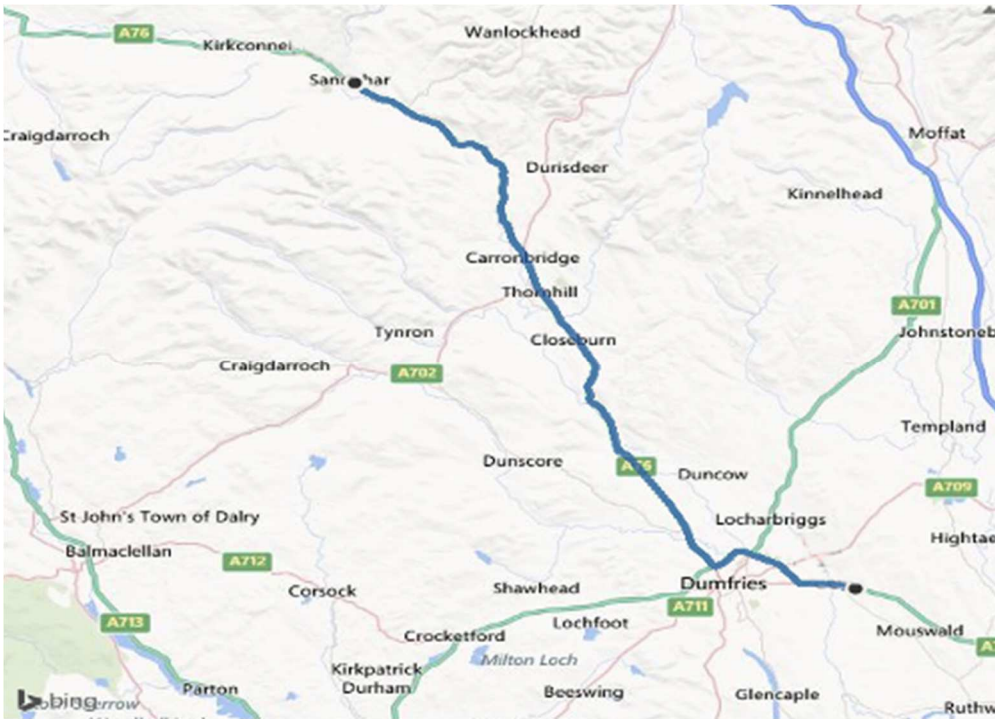 Wanlockhead
A76
Kirkconnel
Craigdarroch
Moffat
Durisdeer
Kinnelhead
Carronbridge
Thornhill
A701
Tynron
Closeburn
Craigdarroch
A702
Templand
Dunscore
A76
Duncow
A709
St John's Town of Dalry
Locharbriggs
Balmaclellan
A712
Corsock
Shawhead
Dumfries
A711
A713
Lochfoot
Mouswald
Crocketford
Milton Loch
Kirkpatrick
Durham
Parton
Beeswing
Glencaple
bing